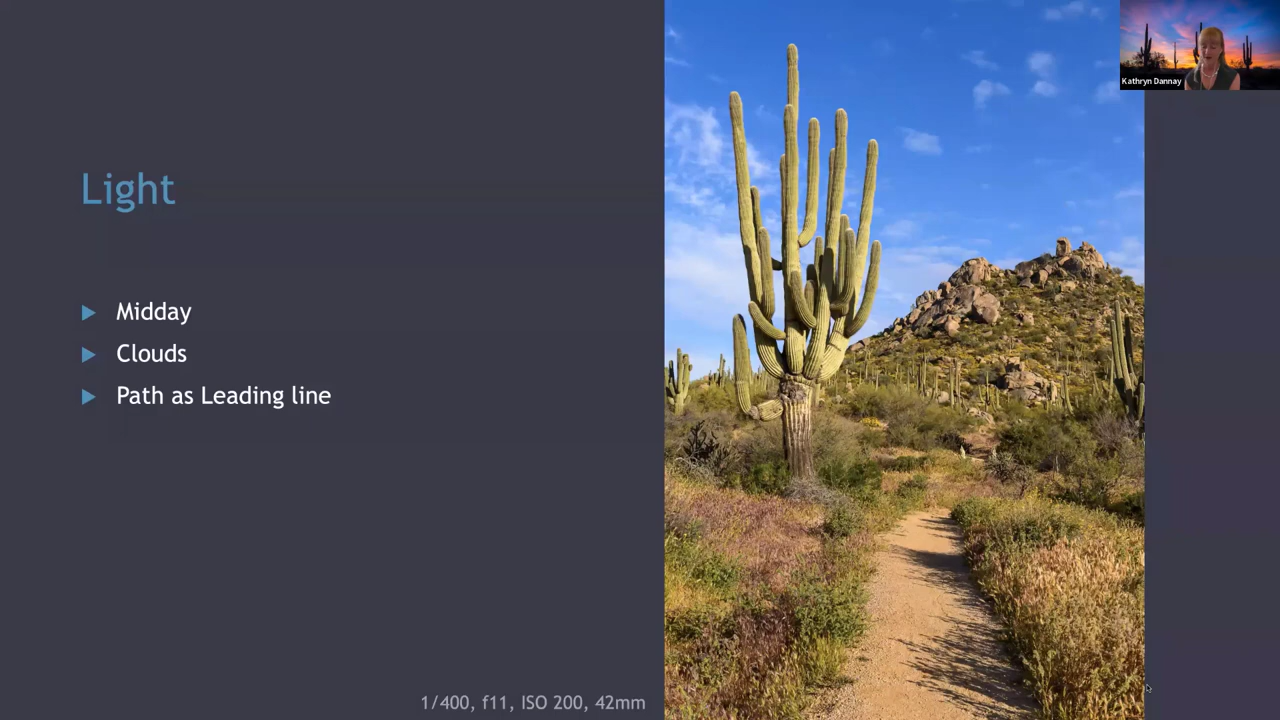 Kathryn Dannay
Light
Midday
Clouds
Path as Leading line
1/400, f11, ISO 200, 42mm